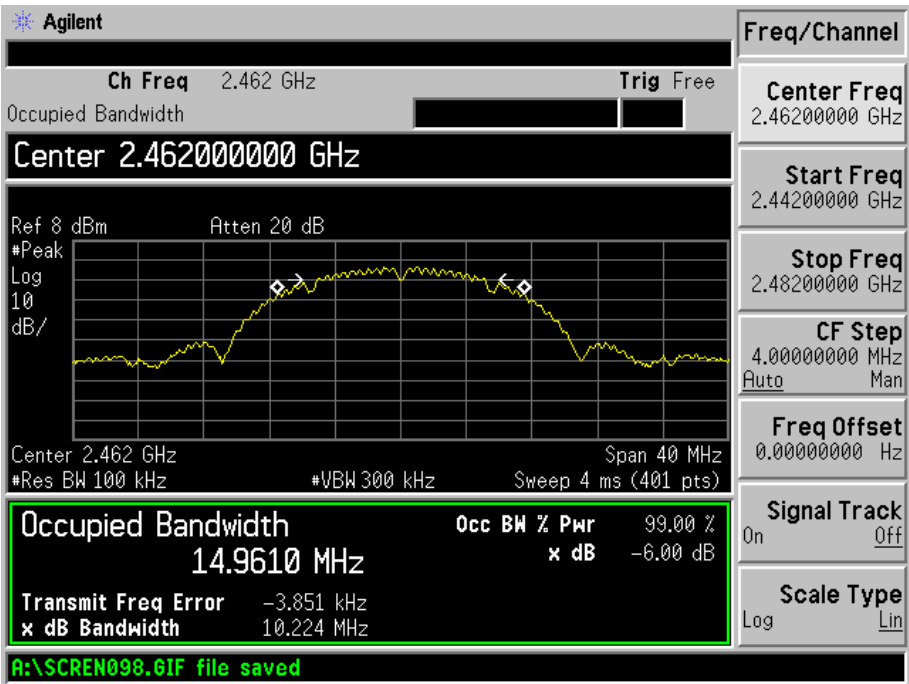 Agilent
Ch Freq 2.462 GHz Trig Free
Occupied Bandwidth
Center 2.462000000 GHz
Ref 8 dBm Atten 20 dB
#Peak
Log
10
dB/
Center 2.462 GHz Span 40 MHz
#Res BW 100 kHz #VBW 300 kHz Sweep 4 ms (401 pts)
Occupied Bandwidth
14.9610 MHz
Occ BW % Pwr 99.00 %
x dB -6.00 dB
Transmit Freq Error -3.851 kHz
x dB Bandwidth 10.224 MHz
A:\SCREN098.GIF file saved
Freq/Channel
Center Freq
2.46200000 GHz
Start Freq
2.44200000 GHz
Stop Freq
2.48200000 GHz
CF Step
4.00000000 MHz
Auto Man
Freq Offset
0.00000000 Hz
Signal Track
On Off
Scale Type
Log Lin